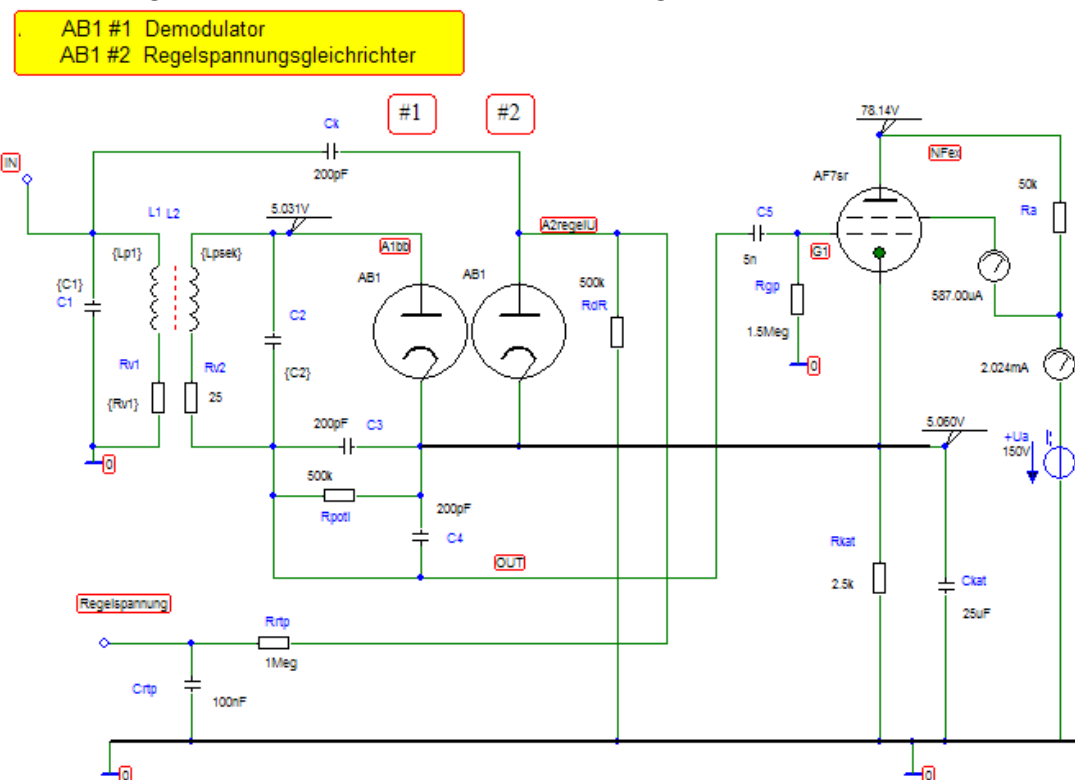 . AB1 #1 Demodulator
AB1 #2 Regelspannungsgleichrichter
#1
#2
Ck
200pF
78.14V
NFex
AF7sr
50k
Ra
IN
L1 L2
5.031V
{Lp1}
{Lpsek}
A1bb
A2regelU
C5
5n
G1
{C1}
C1
AB1
AB1
500k
RdR
Rgp
1.5Meg
587.00uA
C2
{C2}
Rv1
{Rv1}
Rv2
25
0
2.024mA
200pF C3
5.060V
+Ua
150V
0
500k
Rpotl
200pF
C4
OUT
Rkat
2.5k
Ckat
25uF
Regelspannung
Rrtp
1Meg
Crtp
100nF
0
0